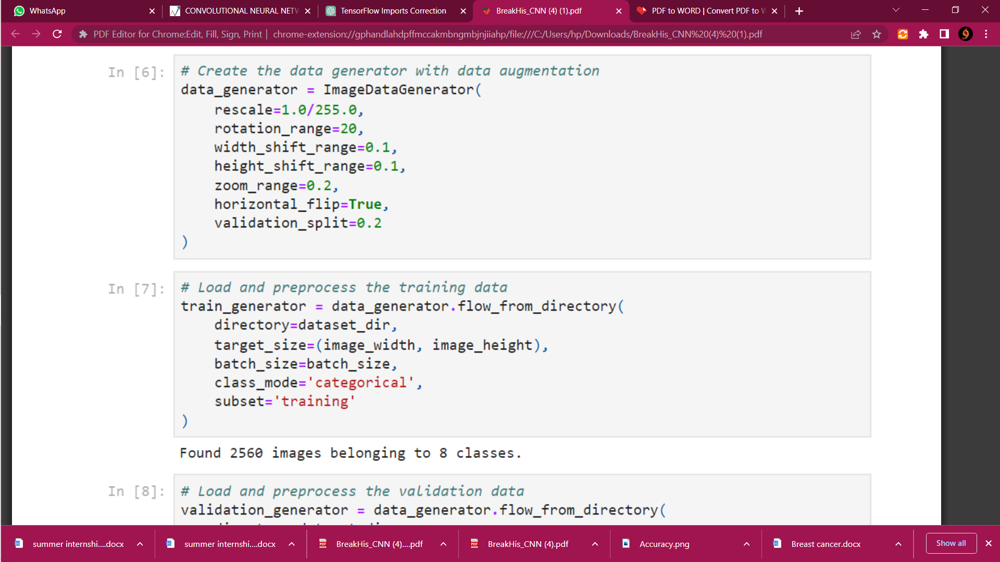 WhatsApp
CONVOLUTIONAL NEURAL NETW
TensorFlow Imports Correction
BreakHis_CNN (4) (1).pdf
PDF to WORD | Convert PDF to W
PDF Editor for Chrome:Edit, Fill, Sign, Print | chrome-extension://gphandlahdpffmccakmbngmbjnjiiahp/file:///C:/Users/hp/Downloads/BreakHis_CNN%20(4)%20(1).pdf
In [6]:
# Create the data generator with data augmentation
data_generator = ImageDataGenerator(
    rescale=1.0/255.0,
    rotation_range=20,
    width_shift_range=0.1,
    height_shift_range=0.1,
    zoom_range=0.2,
    horizontal_flip=True,
    validation_split=0.2
)
In [7]:
# Load and preprocess the training data
train_generator = data_generator.flow_from_directory(
    directory=dataset_dir,
    target_size=(image_width, image_height),
    batch_size=batch_size,
    class_mode='categorical',
    subset='training'
)
Found 2560 images belonging to 8 classes.
In [8]:
# Load and preprocess the validation data
validation_generator = data_generator.flow_from_directory(
summer internshi....docx
summer internshi....docx
BreakHis_CNN (4)....pdf
BreakHis_CNN (4).pdf
Accuracy.png
Breast cancer.docx
Show all